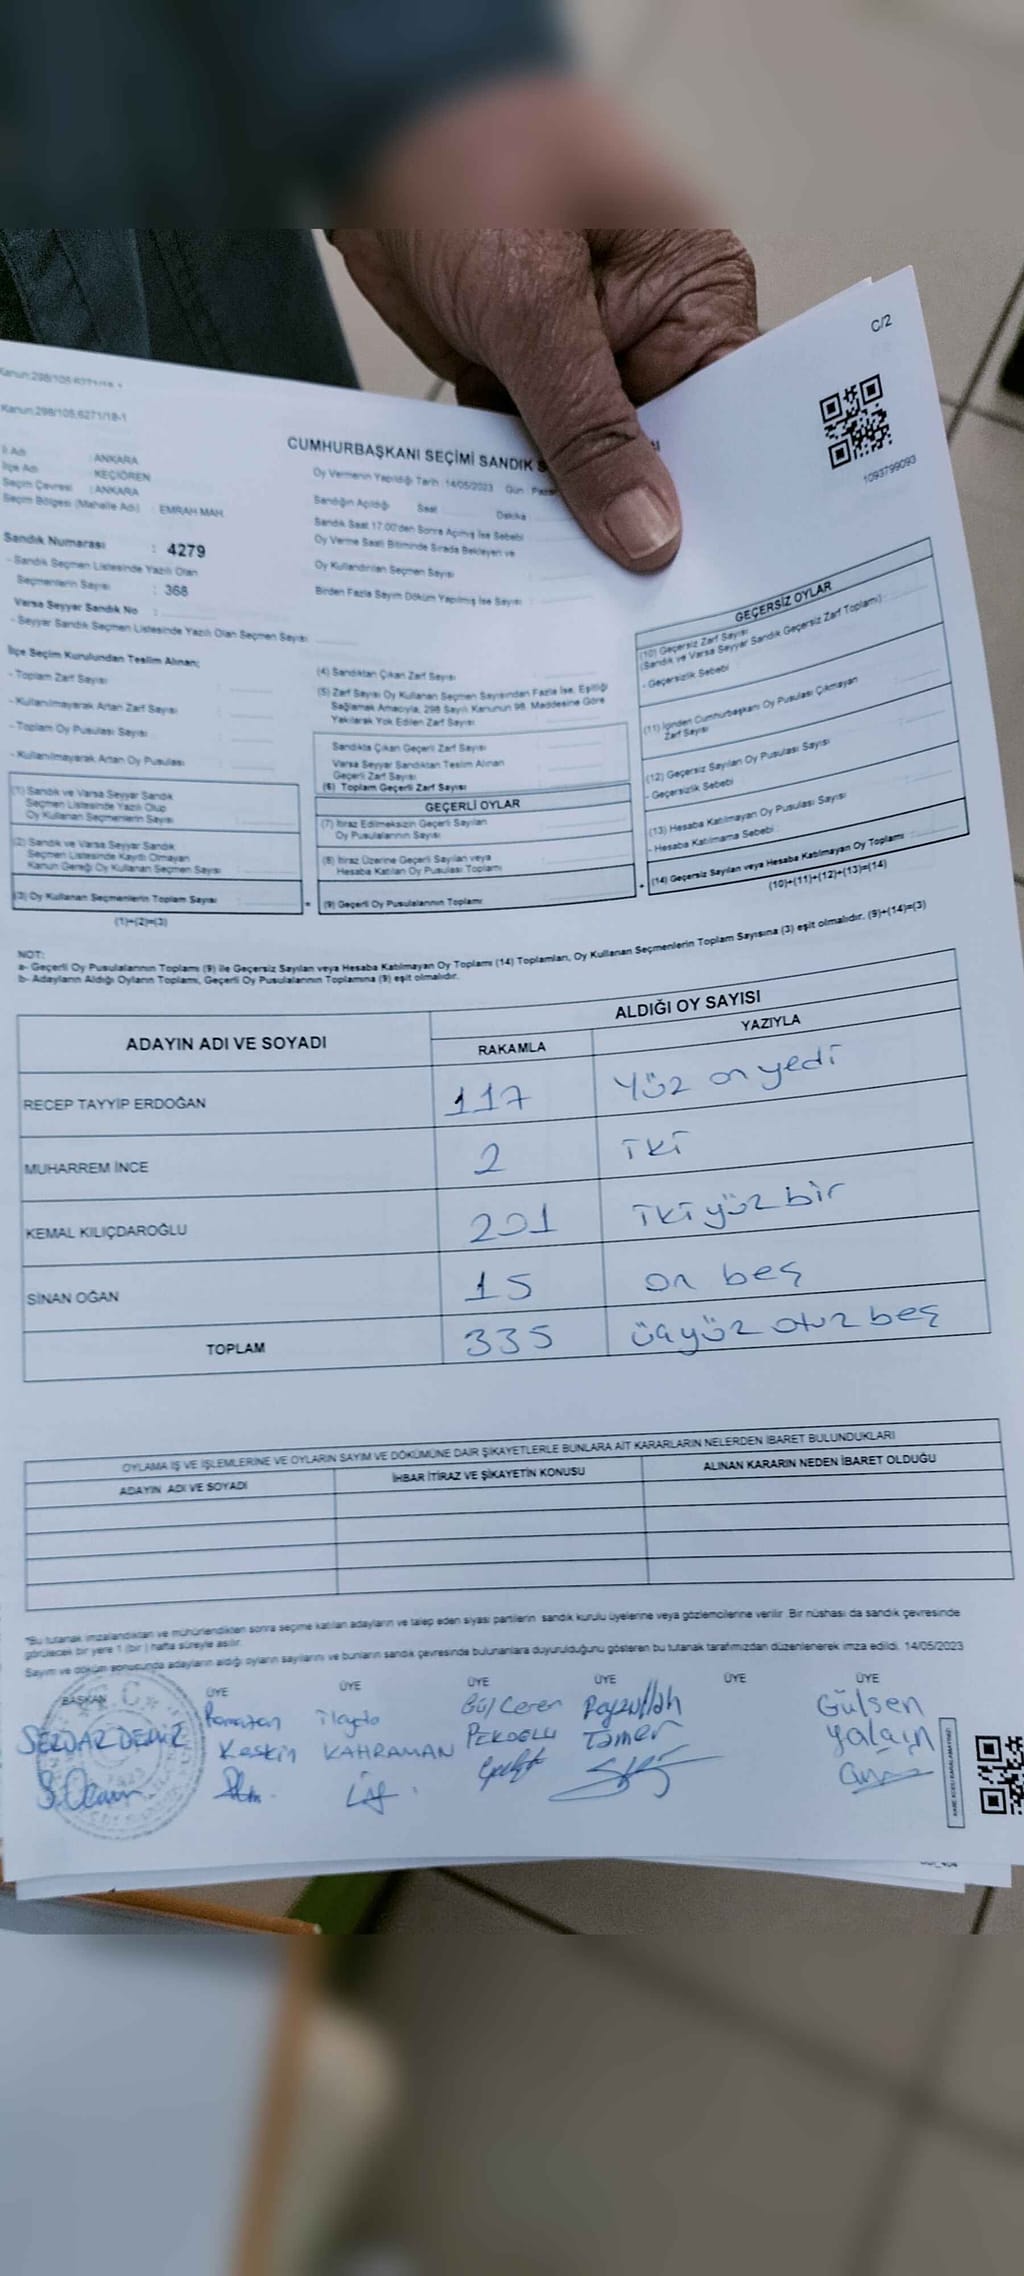 Kanun:298/105,6271/18-1
Kanun:298/105,6271/18-1
C/2
1093799093
CUMHURBAŞKANI SEÇİMİ SANDIK S
İl Adı : ANKARA
İlçe Adı : KEÇİÖREN
Seçim Çevresi : ANKARA
Seçim Bölgesi (Mahalle Adı) : EMRAH MAH.
Sandık Numarası : 4279
- Sandık Seçmen Listesinde Yazılı Olan
Seçmenlerin Sayısı : 368
Varsa Seyyar Sandık No :
- Seyyar Sandık Seçmen Listesinde Yazılı Olan Seçmen Sayısı
Oy Vermenin Yapıldığı Tarih :14/05/2023 Gün : Pazar
Sandığın Açıldığı Saat Dakika
Sandık Saat 17.00'den Sonra Açılmış İse Sebebi
Oy Verme Saati Bitiminde Sırada Bekleyen ve
Oy Kullandırılan Seçmen Sayısı
Birden Fazla Sayım Döküm Yapılmış İse Sayısı
İlçe Seçim Kurulundan Teslim Alınan;
- Toplam Zarf Sayısı :
- Kullanılmayarak Artan Zarf Sayısı :
- Toplam Oy Pusulası Sayısı :
- Kullanılmayarak Artan Oy Pusulası :
(1) Sandık ve Varsa Seyyar Sandık
Seçmen Listesinde Yazılı Olup
Oy Kullanan Seçmenlerin Sayısı :
(2) Sandık ve Varsa Seyyar Sandık
Seçmen Listesinde Kayıtlı Olmayan
Kanun Gereği Oy Kullanan Seçmen Sayısı :
(3) Oy Kullanan Seçmenlerin Toplam Sayısı :
(1)+(2)=(3)
(4) Sandıktan Çıkan Zarf Sayısı :
(5) Zarf Sayısı Oy Kullanan Seçmen Sayısından Fazla İse, Eşitliği
Sağlamak Amacıyla, 298 Sayılı Kanunun 98. Maddesine Göre
Yakılarak Yok Edilen Zarf Sayısı :
Sandıkta Çıkan Geçerli Zarf Sayısı :
Varsa Seyyar Sandıktan Teslim Alınan
Geçerli Zarf Sayısı :
(6) Toplam Geçerli Zarf Sayısı :
GEÇERLİ OYLAR
(7) İtiraz Edilmeksizin Geçerli Sayılan
Oy Pusulalarının Sayısı :
(8) İtiraz Üzerine Geçerli Sayılan veya
Hesaba Katılan Oy Pusulası Toplamı :
(9) Geçerli Oy Pusulalarının Toplamı :
GEÇERSİZ OYLAR
(10) Geçersiz Zarf Sayısı
(Sandık ve Varsa Seyyar Sandık Geçersiz Zarf Toplamı) :
- Geçersizlik Sebebi
(11) İçinden Cumhurbaşkanı Oy Pusulası Çıkmayan
Zarf Sayısı
(12) Geçersiz Sayılan Oy Pusulası Sayısı
- Geçersizlik Sebebi
(13) Hesaba Katılmayan Oy Pusulası Sayısı
- Hesaba Katılmama Sebebi :
(14) Geçersiz Sayılan veya Hesaba Katılmayan Oy Toplamı :
(10)+(11)+(12)+(13)=(14)
NOT:
a- Geçerli Oy Pusulalarının Toplamı (9) ile Geçersiz Sayılan veya Hesaba Katılmayan Oy Toplamı (14) Toplamları, Oy Kullanan Seçmenlerin Toplam Sayısına (3) eşit olmalıdır. (9)+(14)=(3)
b- Adayların Aldığı Oyların Toplamı, Geçerli Oy Pusulalarının Toplamına (9) eşit olmalıdır.
ADAYIN ADI VE SOYADI ALDIĞI OY SAYISI
RAKAMLA YAZIYLA
RECEP TAYYİP ERDOĞAN 117 Yüz on yedi
MUHARREM İNCE 2 iki
KEMAL KILIÇDAROĞLU 201 iki yüz bir
SİNAN OĞAN 15 on beş
TOPLAM 335 üçyüz otuz beş
OYLAMA İŞ VE İŞLEMLERİNE VE OYLARIN SAYIM VE DÖKÜMÜNE DAİR ŞİKAYETLERLE BUNLARA AİT KARARLARIN NELERDEN İBARET BULUNDUKLARI
ADAYIN ADI VE SOYADI İHBAR İTİRAZ VE ŞİKAYETİN KONUSU ALINAN KARARIN NEDEN İBARET OLDUĞU
*Bu tutanak imzalandıktan ve mühürlendikten sonra seçime katılan adayların ve talep eden siyasi partilerin sandık kurulu üyelerine veya gözlemcilerine verilir. Bir nüshası da sandık çevresinde
görülecek bir yere 1 (bir) hafta süreyle asılır.
Sayım ve döküm sonucunda adayların aldığı oyların sayılarını ve bunların sandık çevresinde bulunanlara duyurulduğunu gösteren bu tutanak tarafımızdan düzenlenerek imza edildi. 14/05/2023
BAŞKAN ÜYE ÜYE ÜYE ÜYE ÜYE ÜYE
SERDAR DEMİR Ramazan İlayda Gül Ceren Feyzullah Gülsen
Keskin KAHRAMAN PEKOĞLU Tamer Yalçın